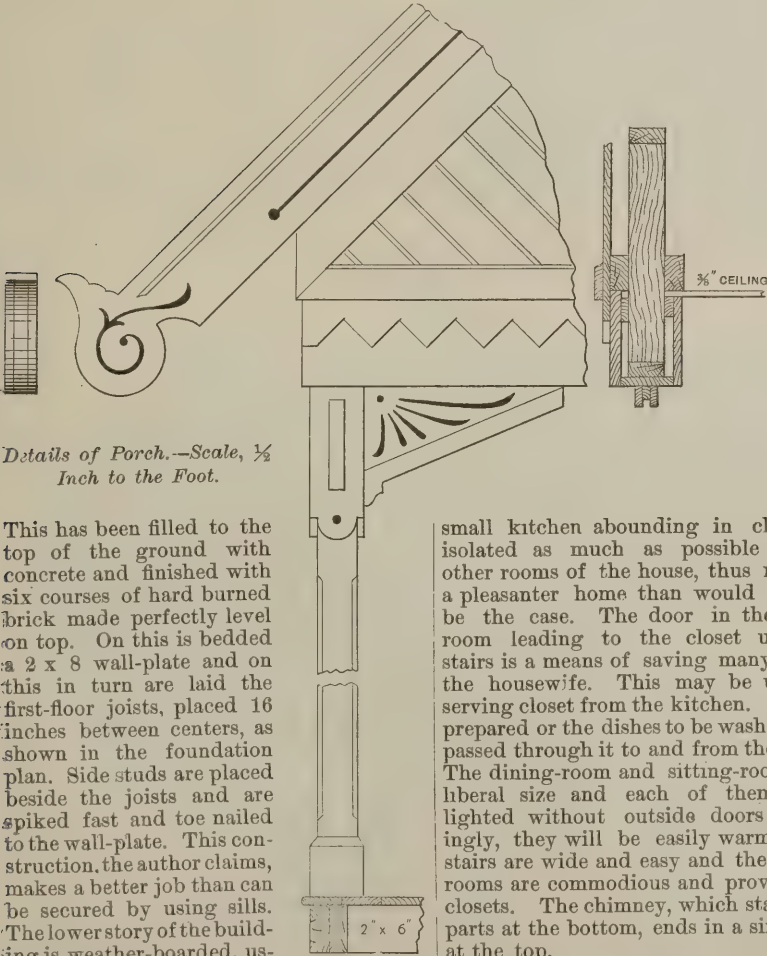 ⅜" CEILING
Details of Porch.—Scale, ½
Inch to the Foot.
This has been filled to the
top of the ground with
concrete and finished with
six courses of hard burned
brick made perfectly level
on top. On this is bedded
a 2 x 8 wall-plate and on
this in turn are laid the
first-floor joists, placed 16
inches between centers, as
shown in the foundation
plan. Side studs are placed
beside the joists and are
spiked fast and toe nailed
to the wall-plate. This con-
struction, the author claims,
makes a better job than can
be secured by using sills.
The lower story of the build-
ing is weather-boarded, us-
2" x 6"
small kitchen abounding in
isolated as much as possible
other rooms of the house, thus
a pleasanter home than would
be the case. The door in
room leading to the closet
stairs is a means of saving many
the housewife. This may be
serving closet from the kitchen.
prepared or the dishes to be
passed through it to and from
The dining-room and
liberal size and each of
lighted without outside doors
ingly, they will be easily
stairs are wide and easy and
rooms are commodious and
closets. The chimney, which
parts at the bottom, ends in a
at the top.